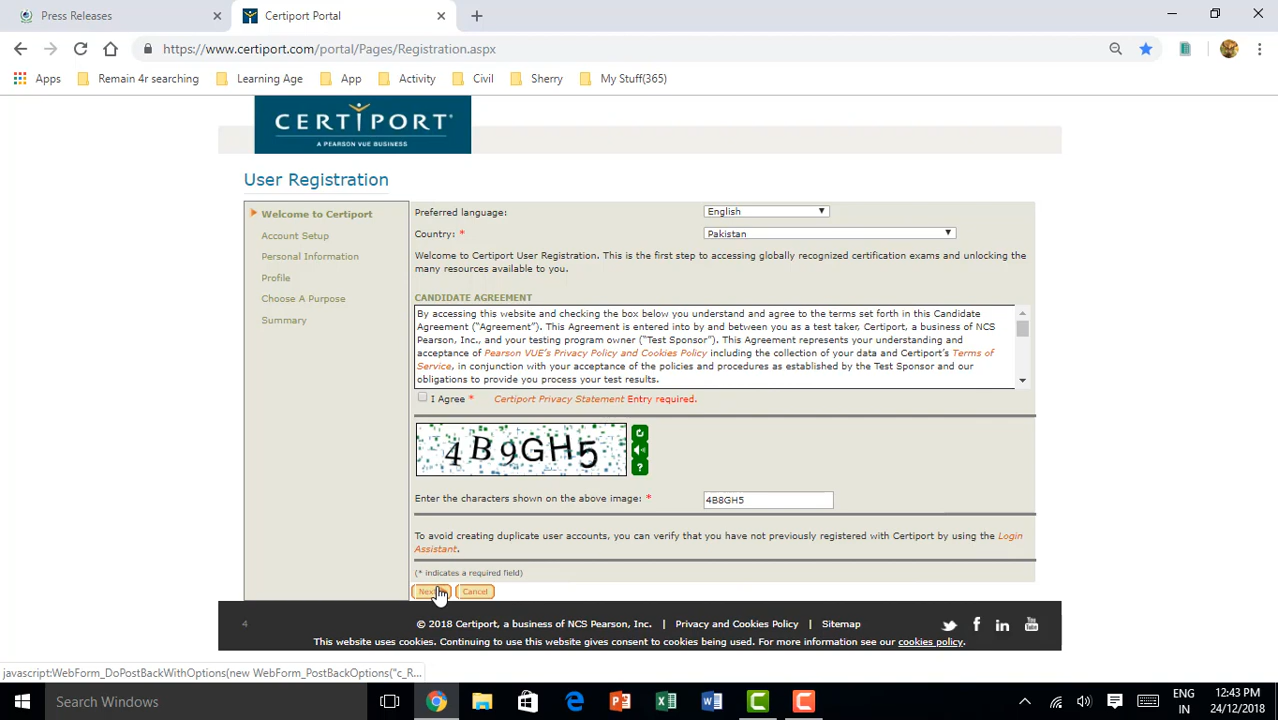 Press Releases
Certiport Portal
https://www.certiport.com/portal/Pages/Registration.aspx
Apps
Remain 4r searching
Learning Age
App
Activity
Civil
Sherry
My Stuff(365)
CERTIPORT
A PEARSON VUE BUSINESS
User Registration
Welcome to Certiport
Account Setup
Personal Information
Profile
Choose A Purpose
Summary
Preferred language: English
Country: * Pakistan
Welcome to Certiport User Registration. This is the first step to accessing globally recognized certification exams and unlocking the
many resources available to you.
CANDIDATE AGREEMENT
By accessing this website and checking the box below you understand and agree to the terms set forth in this Candidate
Agreement ("Agreement"). This Agreement is entered into by and between you as a test taker, Certiport, a business of NCS
Pearson, Inc., and your testing program owner ("Test Sponsor"). This Agreement represents your understanding and
acceptance of Pearson VUE's Privacy Policy and Cookies Policy including the collection of your data and Certiport's Terms of
Service, in conjunction with your acceptance of the policies and procedures as established by the Test Sponsor and our
obligations to provide you process your test results.
I Agree * Certiport Privacy Statement Entry required.
4B9GH5
?
Enter the characters shown on the above image: * 4B8GH5
To avoid creating duplicate user accounts, you can verify that you have not previously registered with Certiport by using the Login
Assistant.
(* indicates a required field)
Next Cancel
4
© 2018 Certiport, a business of NCS Pearson, Inc. | Privacy and Cookies Policy | Sitemap
This website uses cookies. Continuing to use this website gives consent to cookies being used. For more information see our cookies policy.
javascript:WebForm_DoPostBackWithOptions(new WebForm_PostBackOptions("c_R...
Search Windows
ENG
IN
12:43 PM
24/12/2018